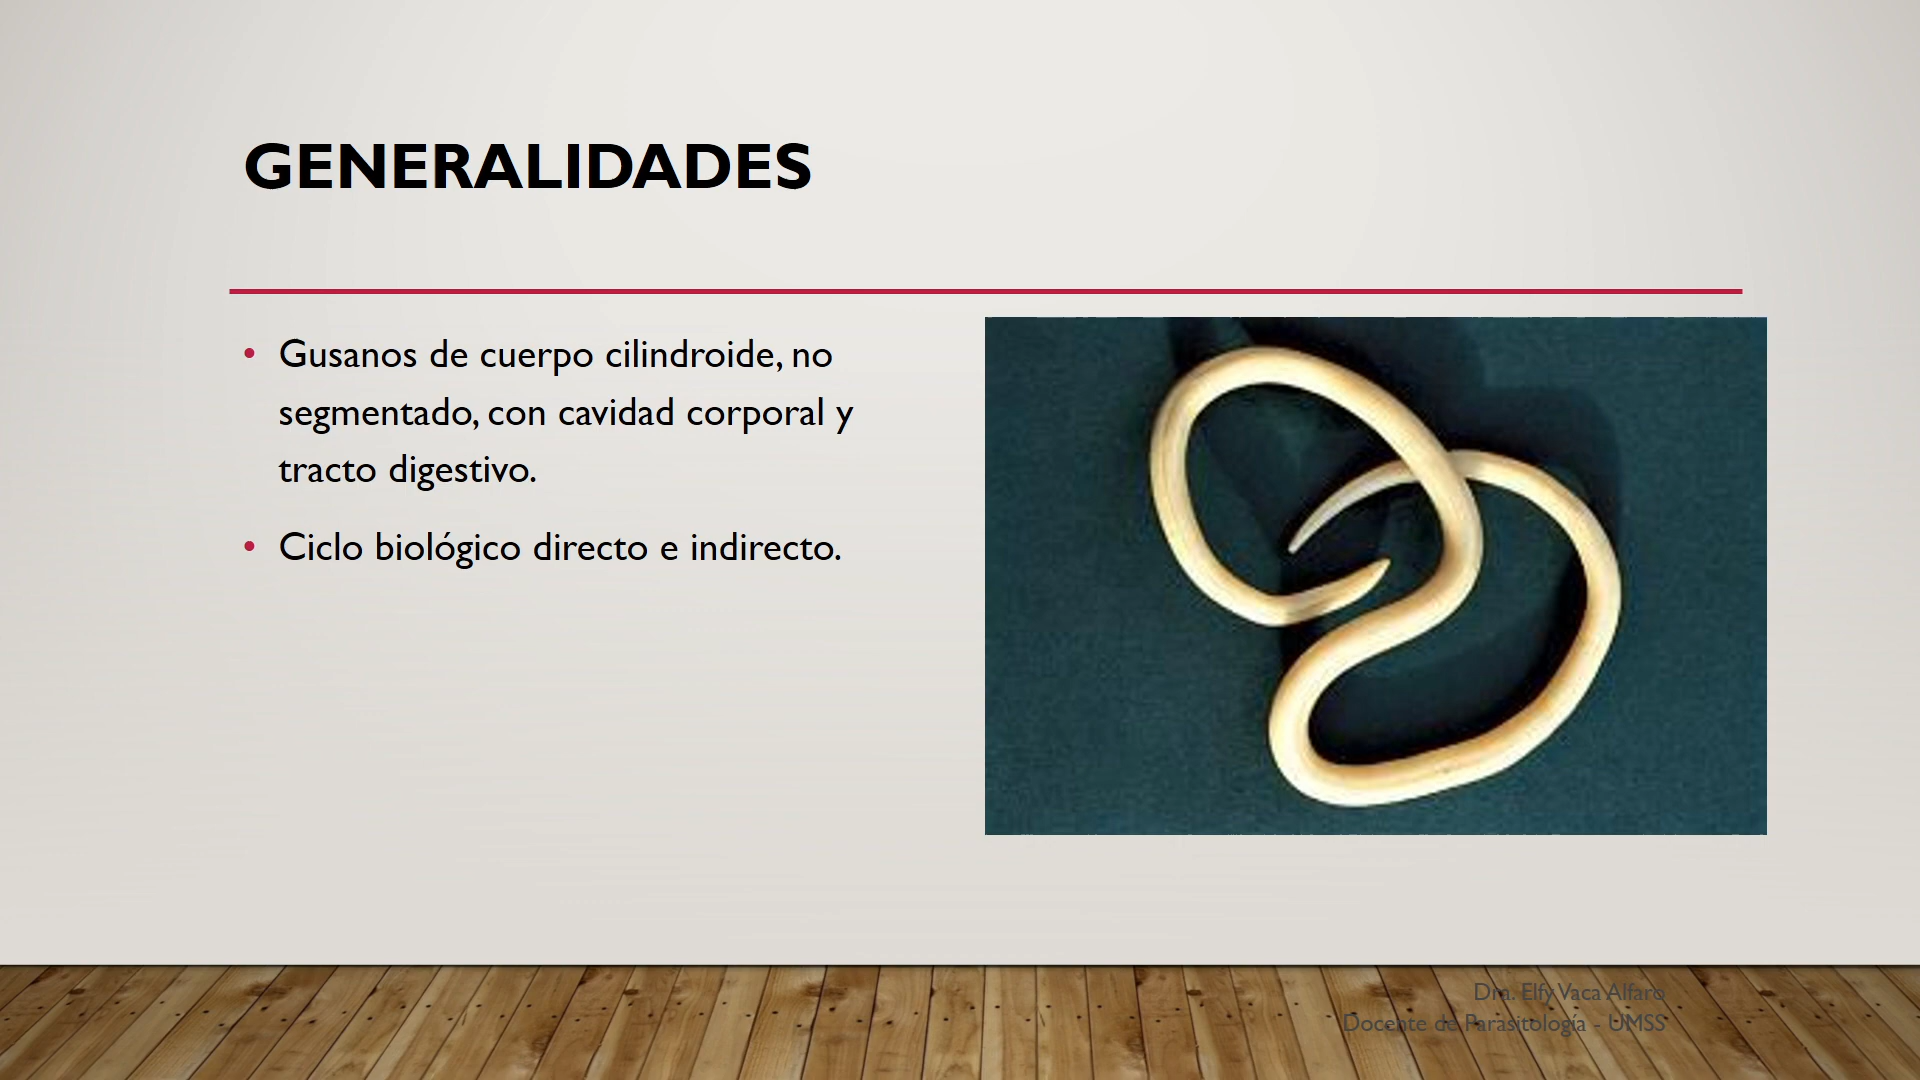 GENERALIDADES
• Gusanos de cuerpo cilindroide, no
segmentado, con cavidad corporal y
tracto digestivo.
• Ciclo biológico directo e indirecto.
Dra. Elfy Vaca Alfaro
Docente de Parasitología - UMSS